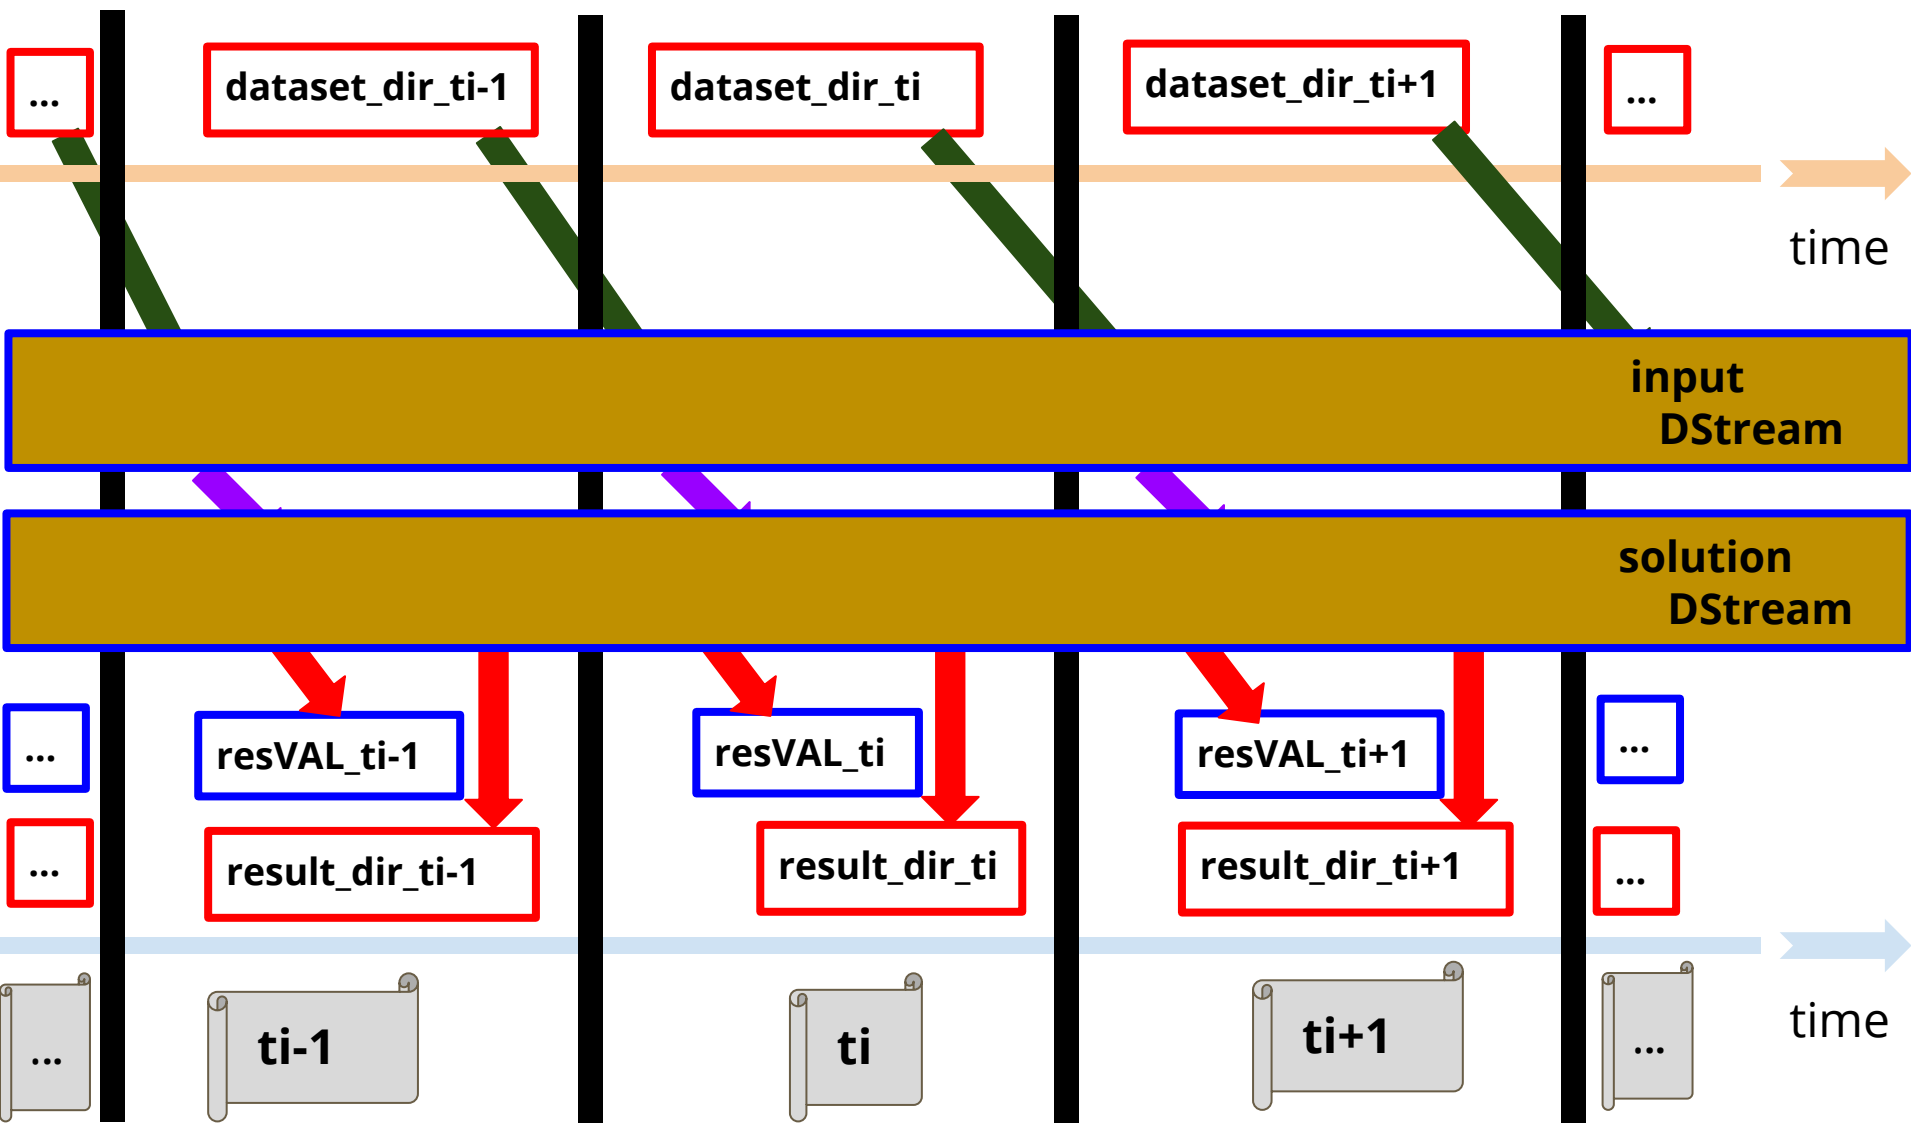 ...
dataset_dir_ti-1
dataset_dir_ti
dataset_dir_ti+1
...
time
input
DStream
solution
DStream
...
resVAL_ti-1
resVAL_ti
resVAL_ti+1
...
...
result_dir_ti-1
result_dir_ti
result_dir_ti+1
...
...
ti-1
ti
ti+1
...
time